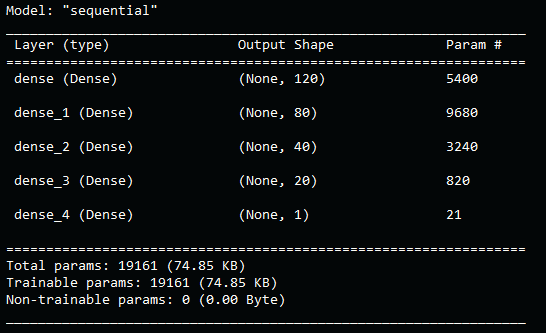 Model: "sequential"
_________________________________________________________________
Layer (type) Output Shape Param #
=================================================================
dense (Dense) (None, 120) 5400
dense_1 (Dense) (None, 80) 9680
dense_2 (Dense) (None, 40) 3240
dense_3 (Dense) (None, 20) 820
dense_4 (Dense) (None, 1) 21
=================================================================
Total params: 19161 (74.85 KB)
Trainable params: 19161 (74.85 KB)
Non-trainable params: 0 (0.00 Byte)
_________________________________________________________________